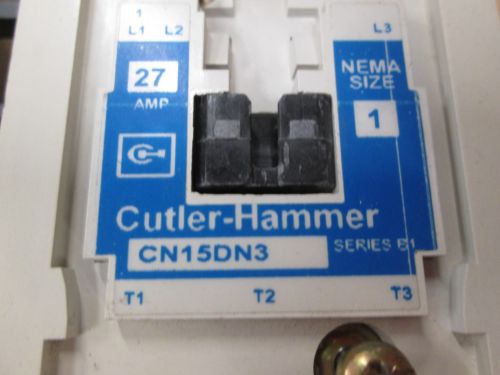 1
L1 L2 L3
27
AMP
NEMA
SIZE
1
Cutler-Hammer
CN15DN3
SERIES B1
T1 T2 T3